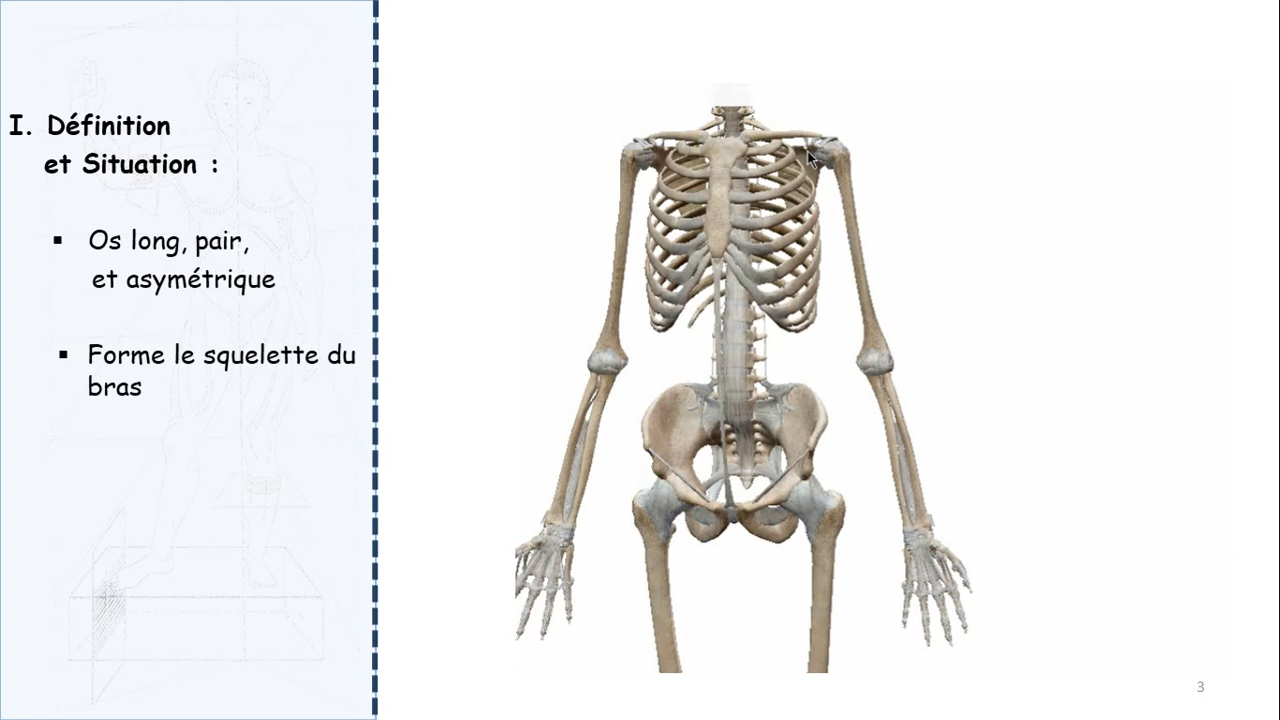 I. Définition
et Situation :
▪ Os long, pair,
et asymétrique
▪ Forme le squelette du
bras
3